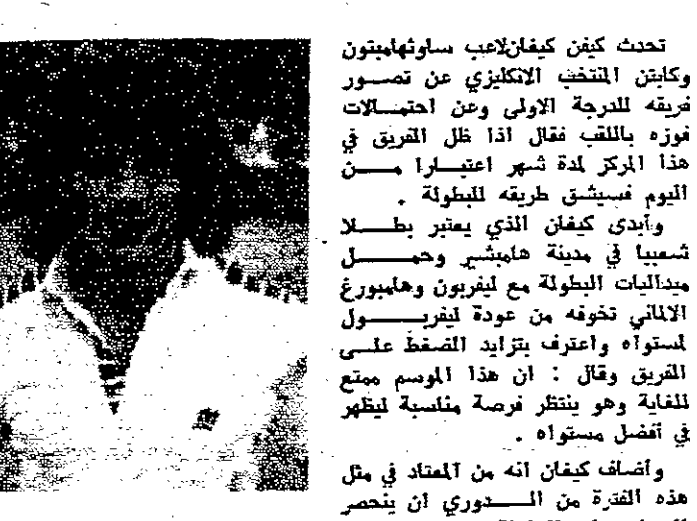 تحدث كيفن كيفان لاعب ساوثهامبتون
وكابتن المنتخب الانكليزي عن تصور
فريقه للدرجة الاولى وعن احتمالات
فوزه باللقب فقال اذا ظل الفريق في
هذا المركز لمدة شهر اعتبارا من
اليوم فسيشق طريقه للبطولة .
وأبدى كيفان الذي يعتبر بطلا
شعبيا في مدينة هامبشير وحمل
ميداليات البطولة مع ليفربون وهامبورغ
الالماني تخوفه من عودة ليفربول
لمستواه واعترف بتزايد الضغط على
الفريق وقال : ان هذا الموسم ممتع
للغاية وهو ينتظر فرصة مناسبة ليظهر
في أفضل مستواه .
وأضاف كيفان انه من المعتاد في مثل
هذه الفترة من الدوري ان ينحصر